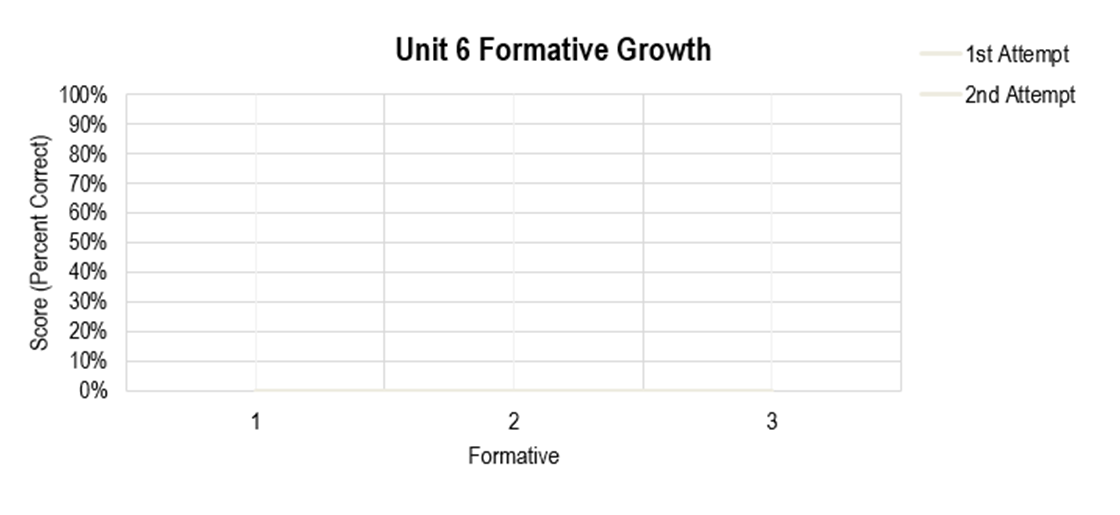 Unit 6 Formative Growth
1st Attempt
2nd Attempt
Score (Percent Correct)
100%
90%
80%
70%
60%
50%
40%
30%
20%
10%
0%
1 2 3
Formative